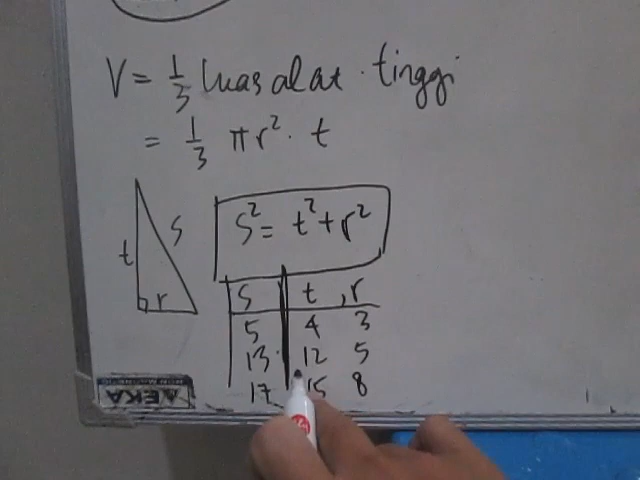 V = 1/3 luas alas . tinggi
= 1/3 πr² . t
t s r
s² = t² + r²
s t , r
5 4 3
13 12 5
17 15 8